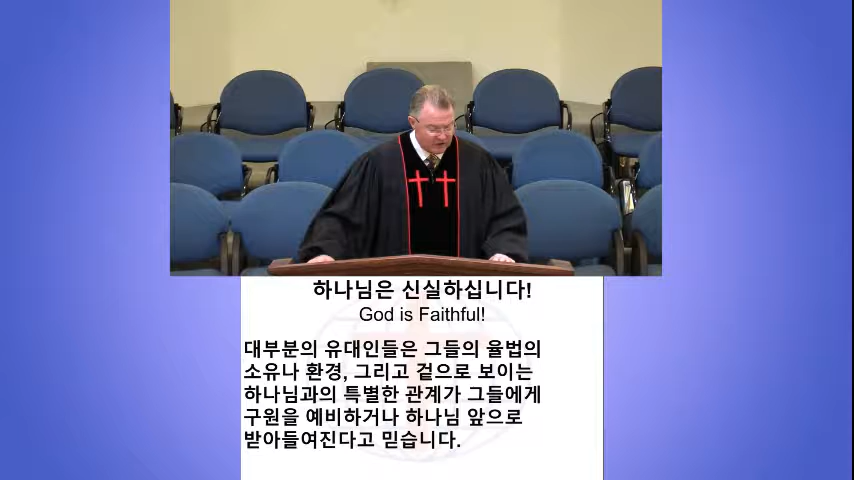 하나님은 신실하십니다!
God is Faithful!
대부분의 유대인들은 그들의 율법의
소유나 환경, 그리고 겉으로 보이는
하나님과의 특별한 관계가 그들에게
구원을 예비하거나 하나님 앞으로
받아들여진다고 믿습니다.